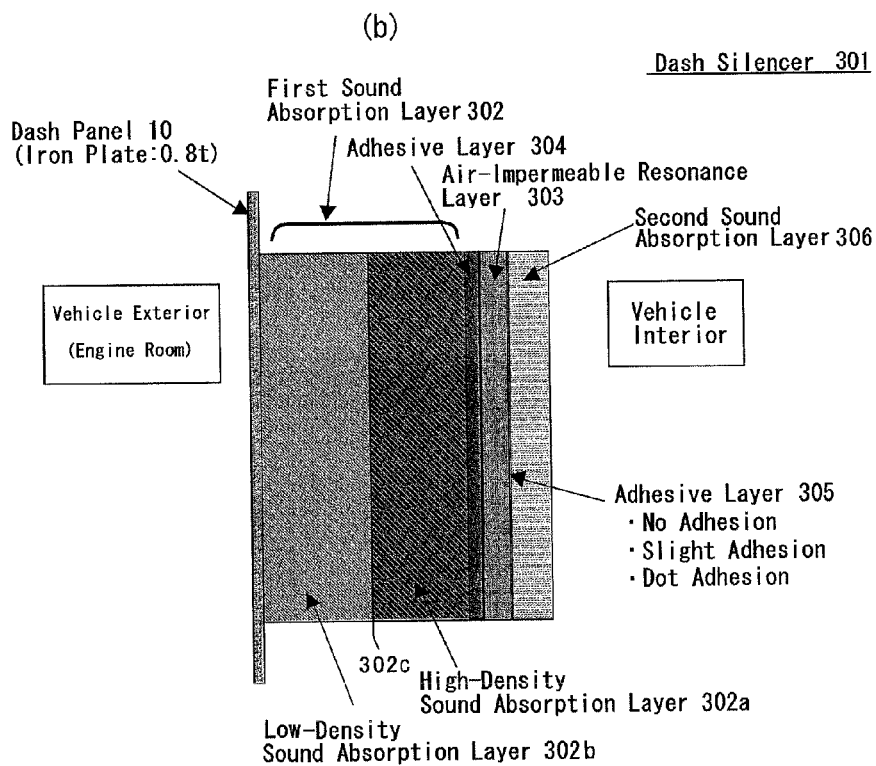 (b)
Dash Silencer 301
First Sound
Absorption Layer 302
Dash Panel 10
(Iron Plate:0.8t)
Adhesive Layer 304
Air-Impermeable Resonance
Layer 303
Second Sound
Absorption Layer 306
Vehicle Exterior
(Engine Room)
Vehicle
Interior
Adhesive Layer 305
・No Adhesion
・Slight Adhesion
・Dot Adhesion
302c
High-Density
Sound Absorption Layer 302a
Low-Density
Sound Absorption Layer 302b